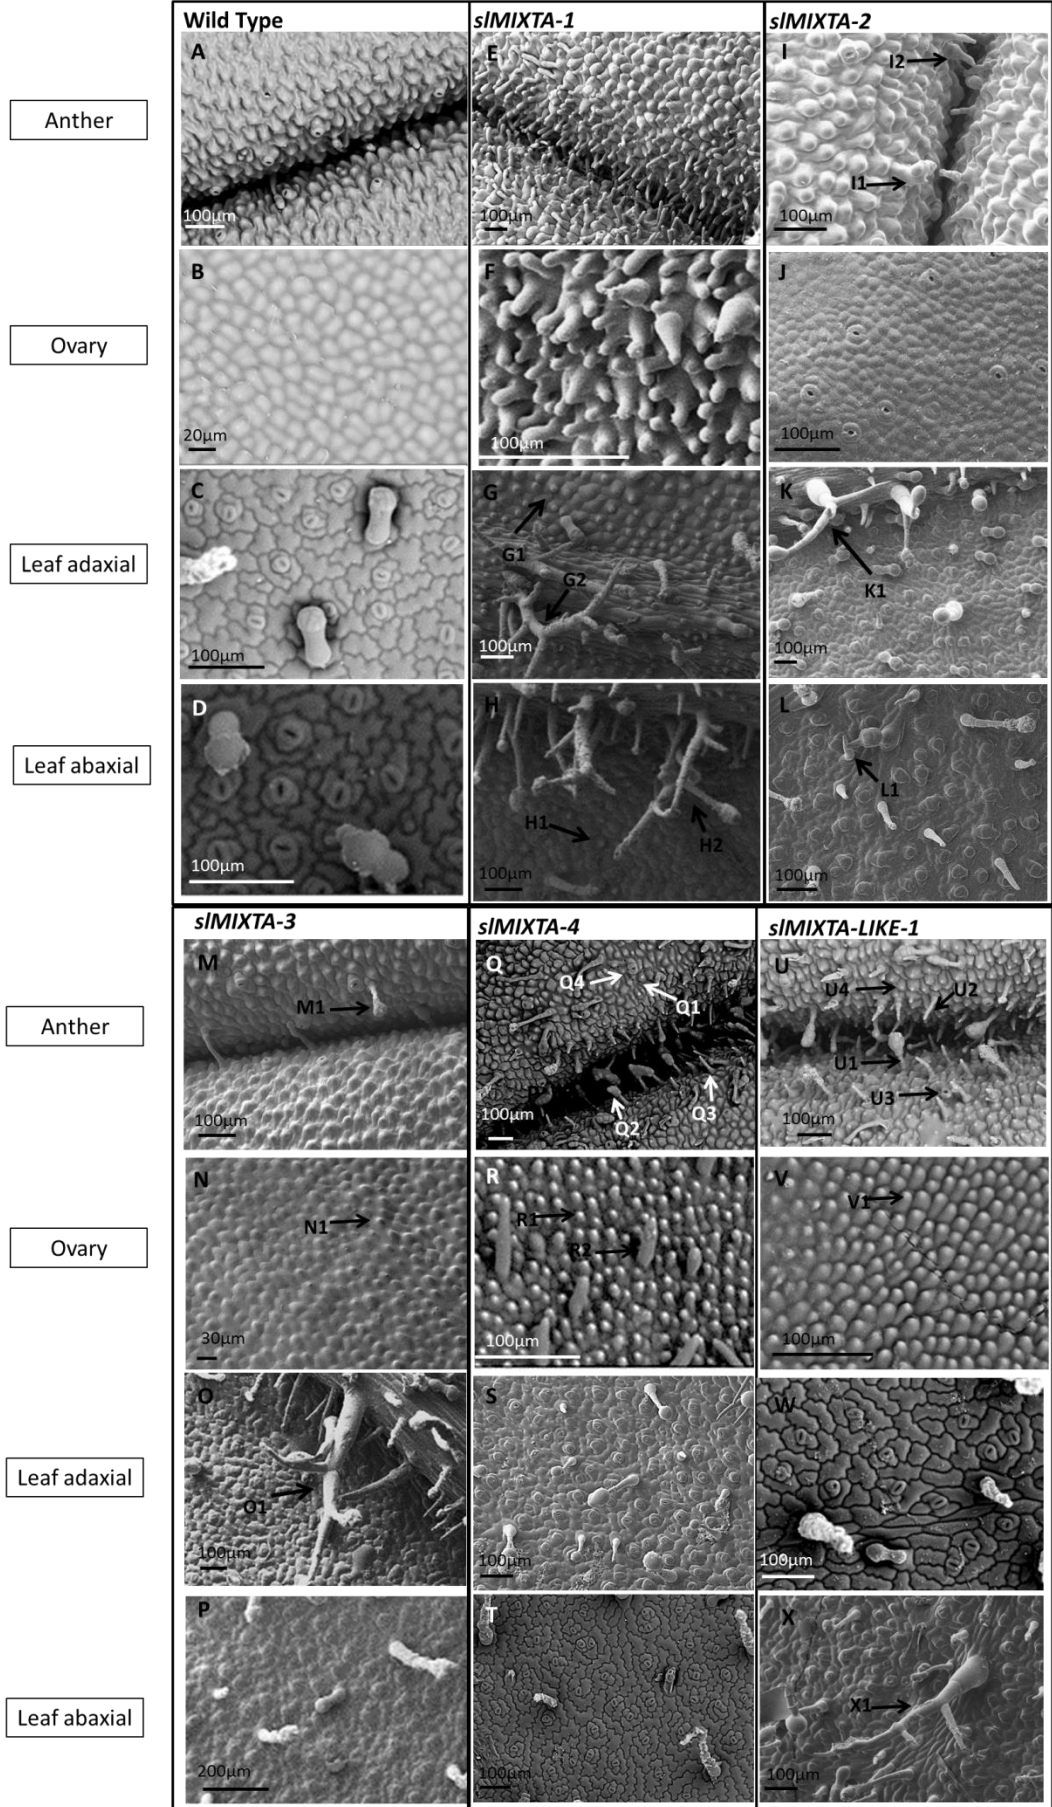 Wild Type
slMIXTA-1
slMIXTA-2
Anther
A
100μm
E
100μm
I
I2
I1
100μm
Ovary
B
20μm
F
100μm
J
100μm
Leaf adaxial
C
100μm
G
G1
G2
100μm
K
K1
100μm
Leaf abaxial
D
100μm
H
H1
H2
100μm
L
L1
100μm
slMIXTA-3
slMIXTA-4
slMIXTA-LIKE-1
Anther
M
M1
100μm
Q
Q4
Q1
Q2
Q3
100μm
U
U4
U2
U1
U3
100μm
Ovary
N
N1
30μm
R
R1
R2
100μm
V
V1
100μm
Leaf adaxial
O
O1
100μm
S
100μm
W
100μm
Leaf abaxial
P
200μm
T
100μm
X
X1
100μm